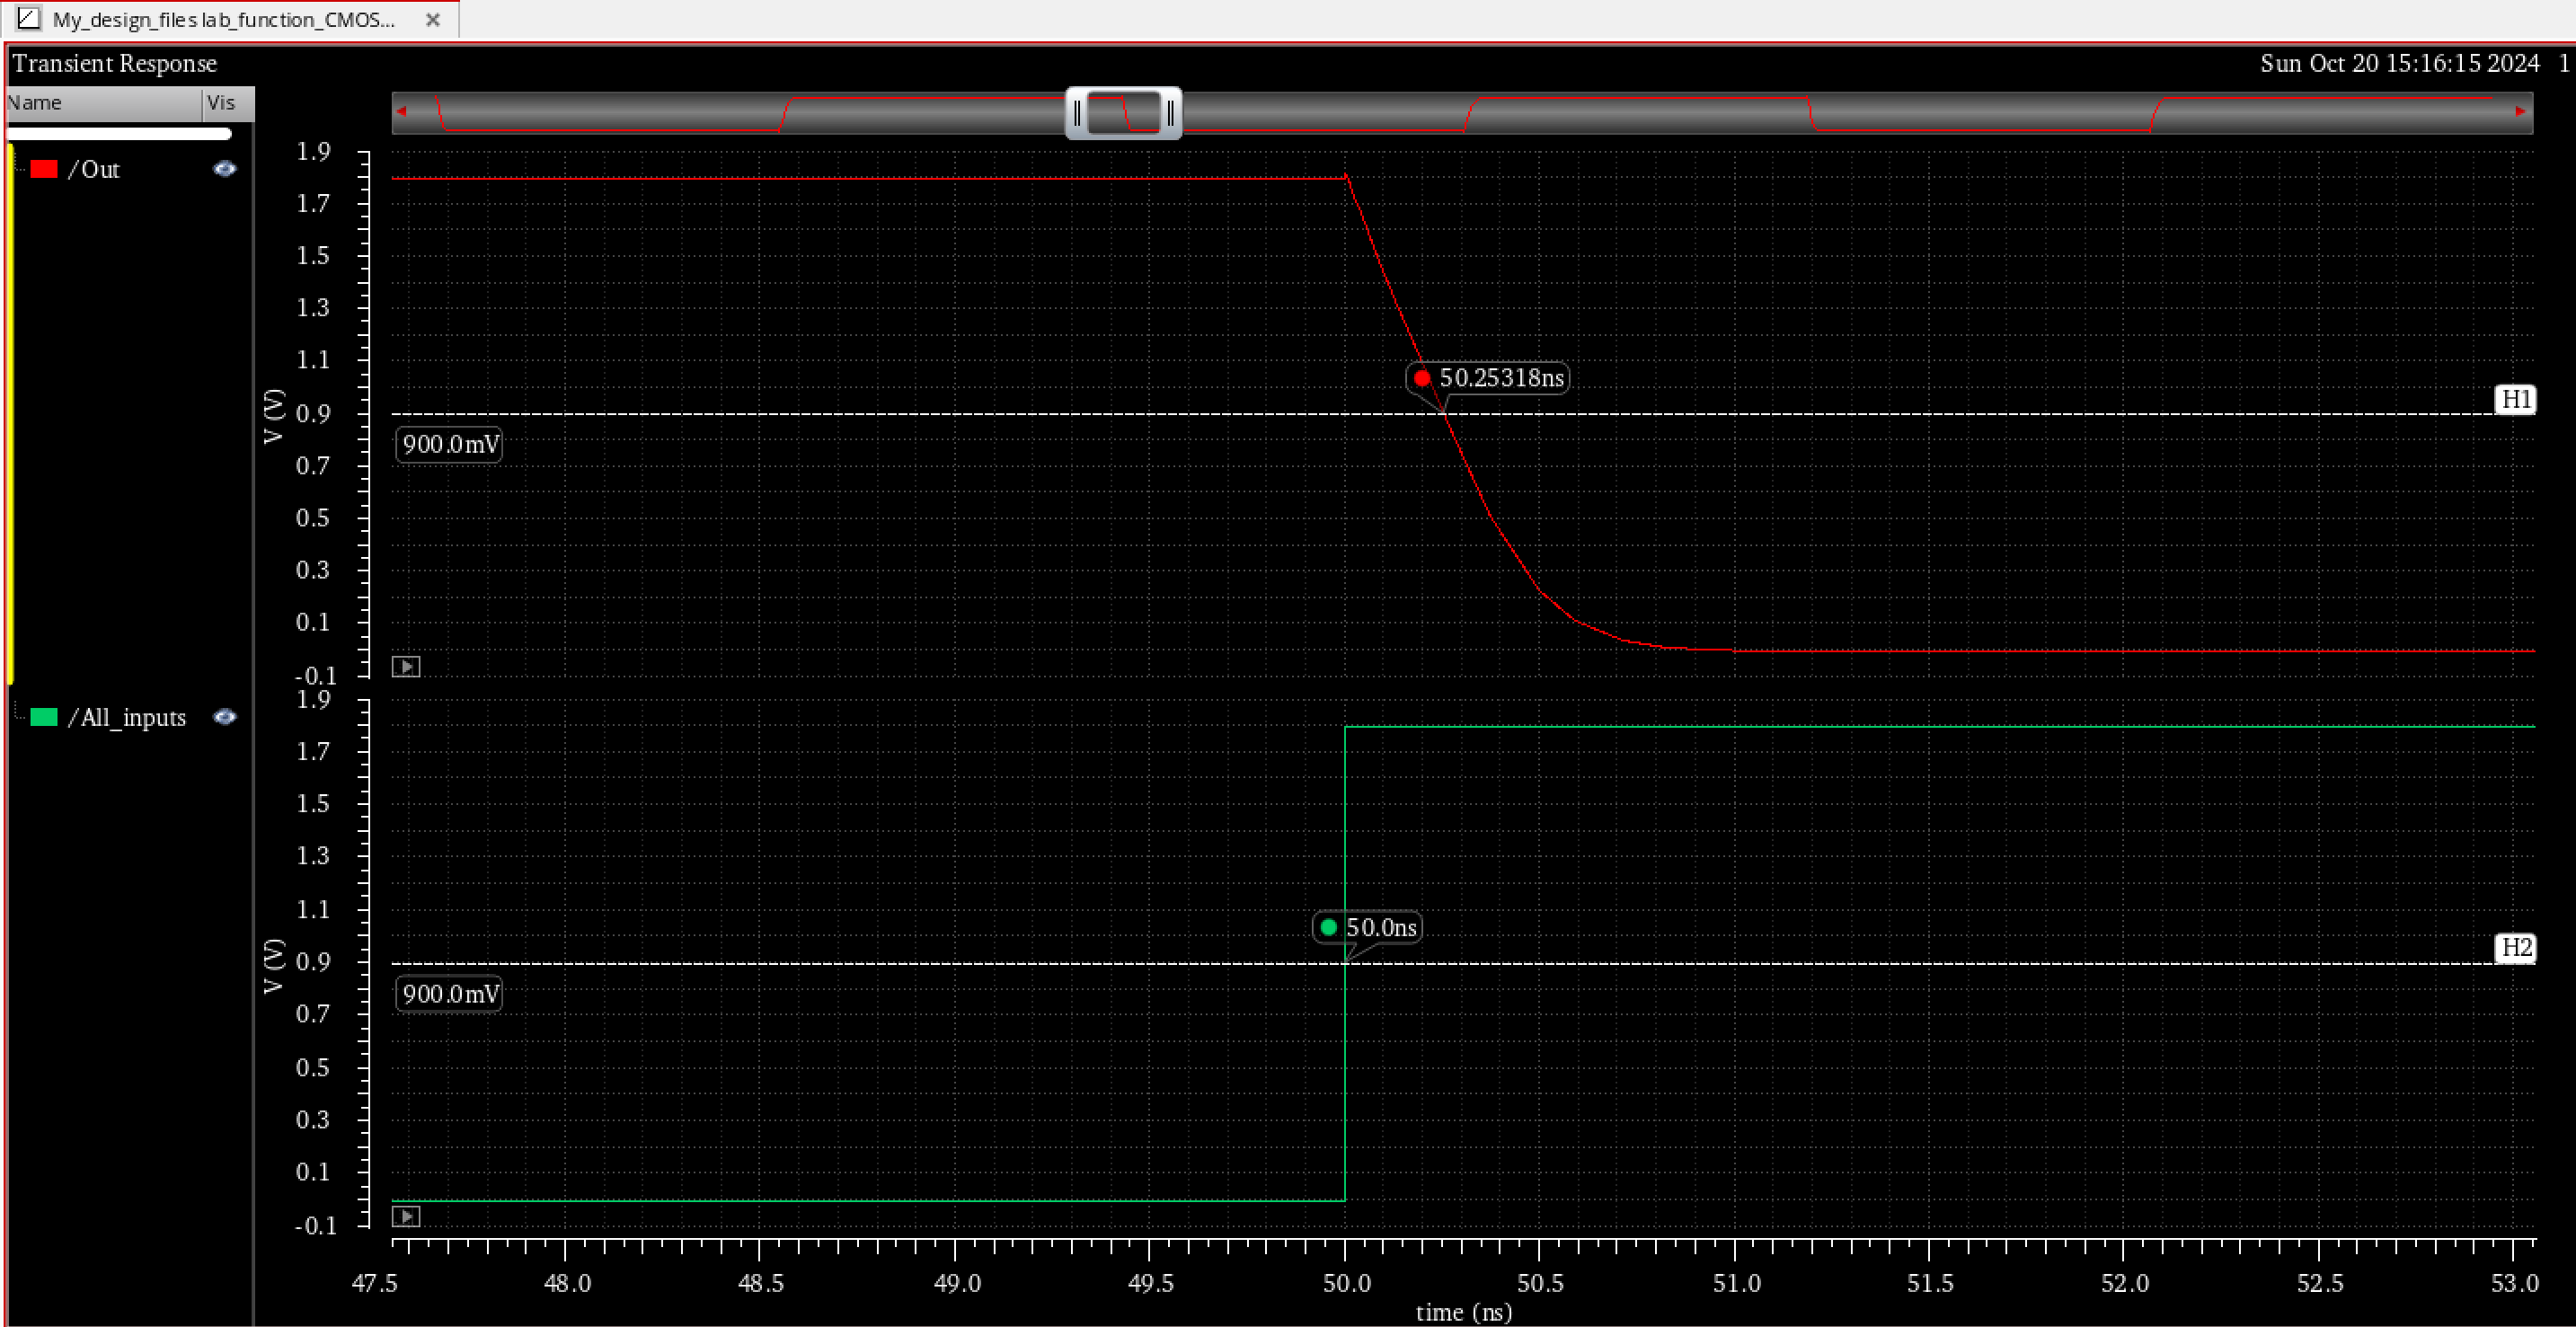 My_design_files lab_function_CMOS...
Transient Response
Sun Oct 20 15:16:15 2024 1
Name Vis
/Out
1.9
1.7
1.5
1.3
1.1
0.9
0.7
0.5
0.3
0.1
-0.1
V (V)
50.25318ns
H1
900.0mV
/All_inputs
1.9
1.7
1.5
1.3
1.1
0.9
0.7
0.5
0.3
0.1
-0.1
V (V)
50.0ns
H2
900.0mV
47.5 48.0 48.5 49.0 49.5 50.0 50.5 51.0 51.5 52.0 52.5 53.0
time (ns)